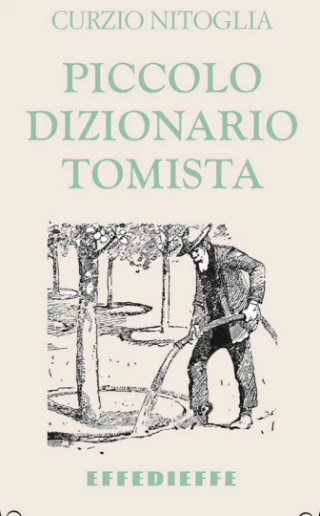 CURZIO NITOGLIA
PICCOLO
DIZIONARIO
TOMISTA
EFFEDIEFFE